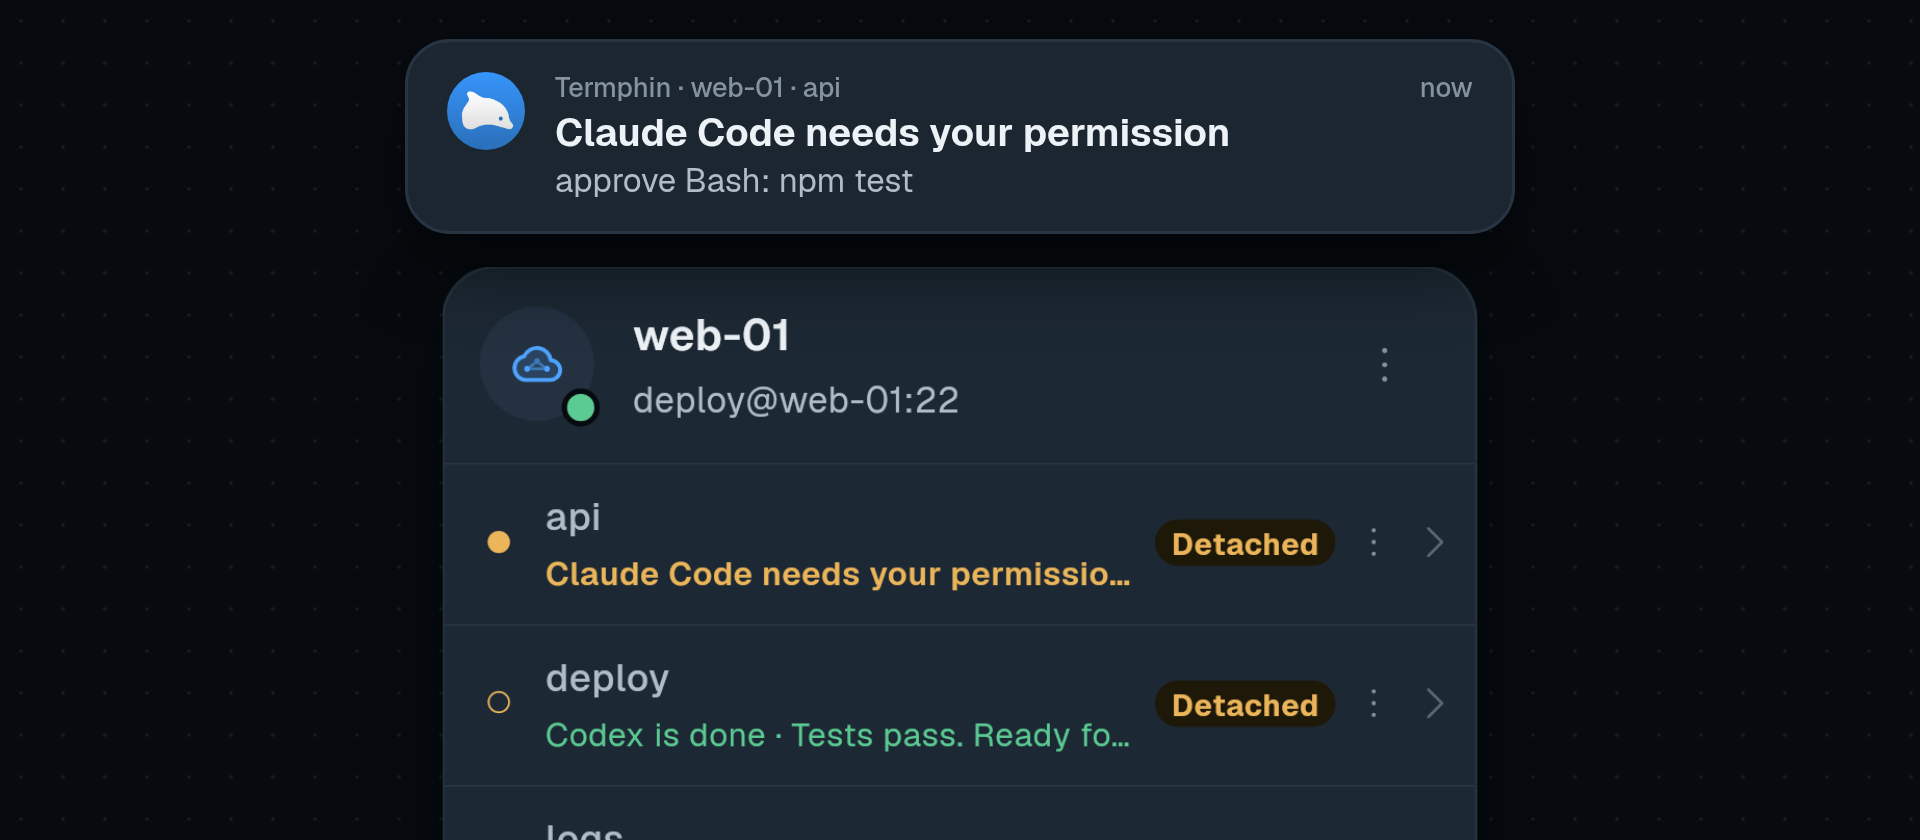 Termphin · web-01 · api
now
Claude Code needs your permission
approve Bash: npm test
web-01
deploy@web-01:22
api
Claude Code needs your permissio...
Detached
deploy
Codex is done · Tests pass. Ready fo...
Detached
logs